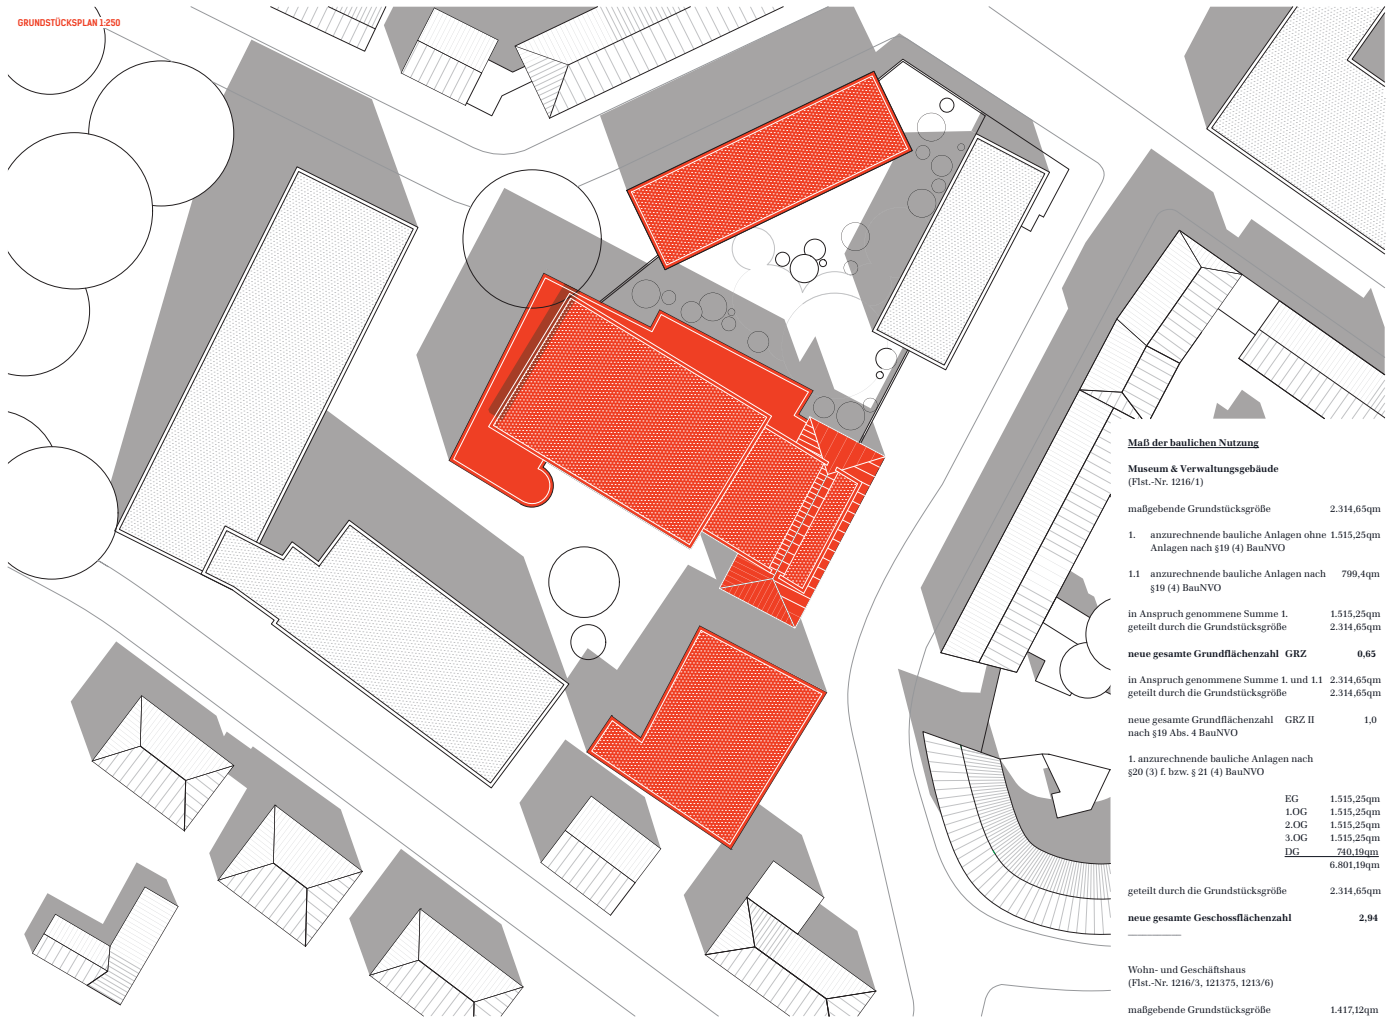 GRUNDSTÜCKSPLAN 1:250
Maß der baulichen Nutzung
Museum & Verwaltungsgebäude
(Flst.-Nr. 1216/1)
maßgebende Grundstücksgröße 2.314,65qm
1. anzurechnende bauliche Anlagen ohne 1.515,25qm
Anlagen nach §19 (4) BauNVO
1.1 anzurechnende bauliche Anlagen nach 799,4qm
§19 (4) BauNVO
in Anspruch genommene Summe 1. 1.515,25qm
geteilt durch die Grundstücksgröße 2.314,65qm
neue gesamte Grundflächenzahl GRZ 0,65
in Anspruch genommene Summe 1. und 1.1 2.314,65qm
geteilt durch die Grundstücksgröße 2.314,65qm
neue gesamte Grundflächenzahl GRZ II 1,0
nach §19 Abs. 4 BauNVO
1. anzurechnende bauliche Anlagen nach
§20 (3) f. bzw. § 21 (4) BauNVO
EG 1.515,25qm
1.OG 1.515,25qm
2.OG 1.515,25qm
3.OG 1.515,25qm
DG 740,19qm
6.801,19qm
geteilt durch die Grundstücksgröße 2.314,65qm
neue gesamte Geschossflächenzahl 2,94
Wohn- und Geschäftshaus
(Flst.-Nr. 1216/3, 121375, 1213/6)
maßgebende Grundstücksgröße 1.417,12qm